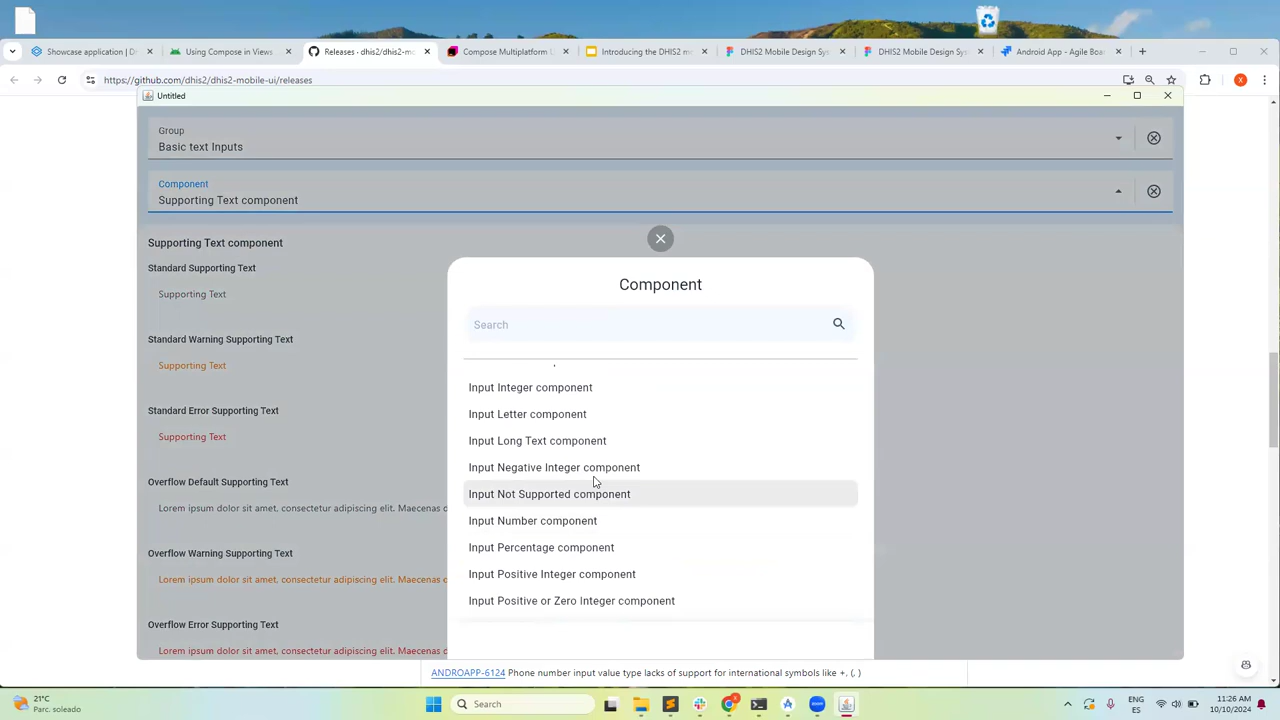 Showcase application | D
Using Compose in Views
Releases · dhis2/dhis2-mo
Compose Multiplatform U
Introducing the DHIS2 m
DHIS2 Mobile Design Sys
DHIS2 Mobile Design Sys
Android App - Agile Boa
https://github.com/dhis2/dhis2-mobile-ui/releases
Untitled
Group
Basic text Inputs
Component
Supporting Text component
Supporting Text component
Standard Supporting Text
Supporting Text
Standard Warning Supporting Text
Supporting Text
Standard Error Supporting Text
Supporting Text
Overflow Default Supporting Text
Lorem ipsum dolor sit amet, consectetur adipiscing elit. Maecenas d
Overflow Warning Supporting Text
Lorem ipsum dolor sit amet, consectetur adipiscing elit. Maecenas d
Overflow Error Supporting Text
Lorem ipsum dolor sit amet, consectetur adipiscing elit. Maecenas d
Component
Search
Input Integer component
Input Letter component
Input Long Text component
Input Negative Integer component
Input Not Supported component
Input Number component
Input Percentage component
Input Positive Integer component
Input Positive or Zero Integer component
ANDROAPP-6124 Phone number input value type lacks of support for international symbols like +, (, )
21°C
Parc. soleado
Search
ENG
ES
11:26 AM
10/10/2024